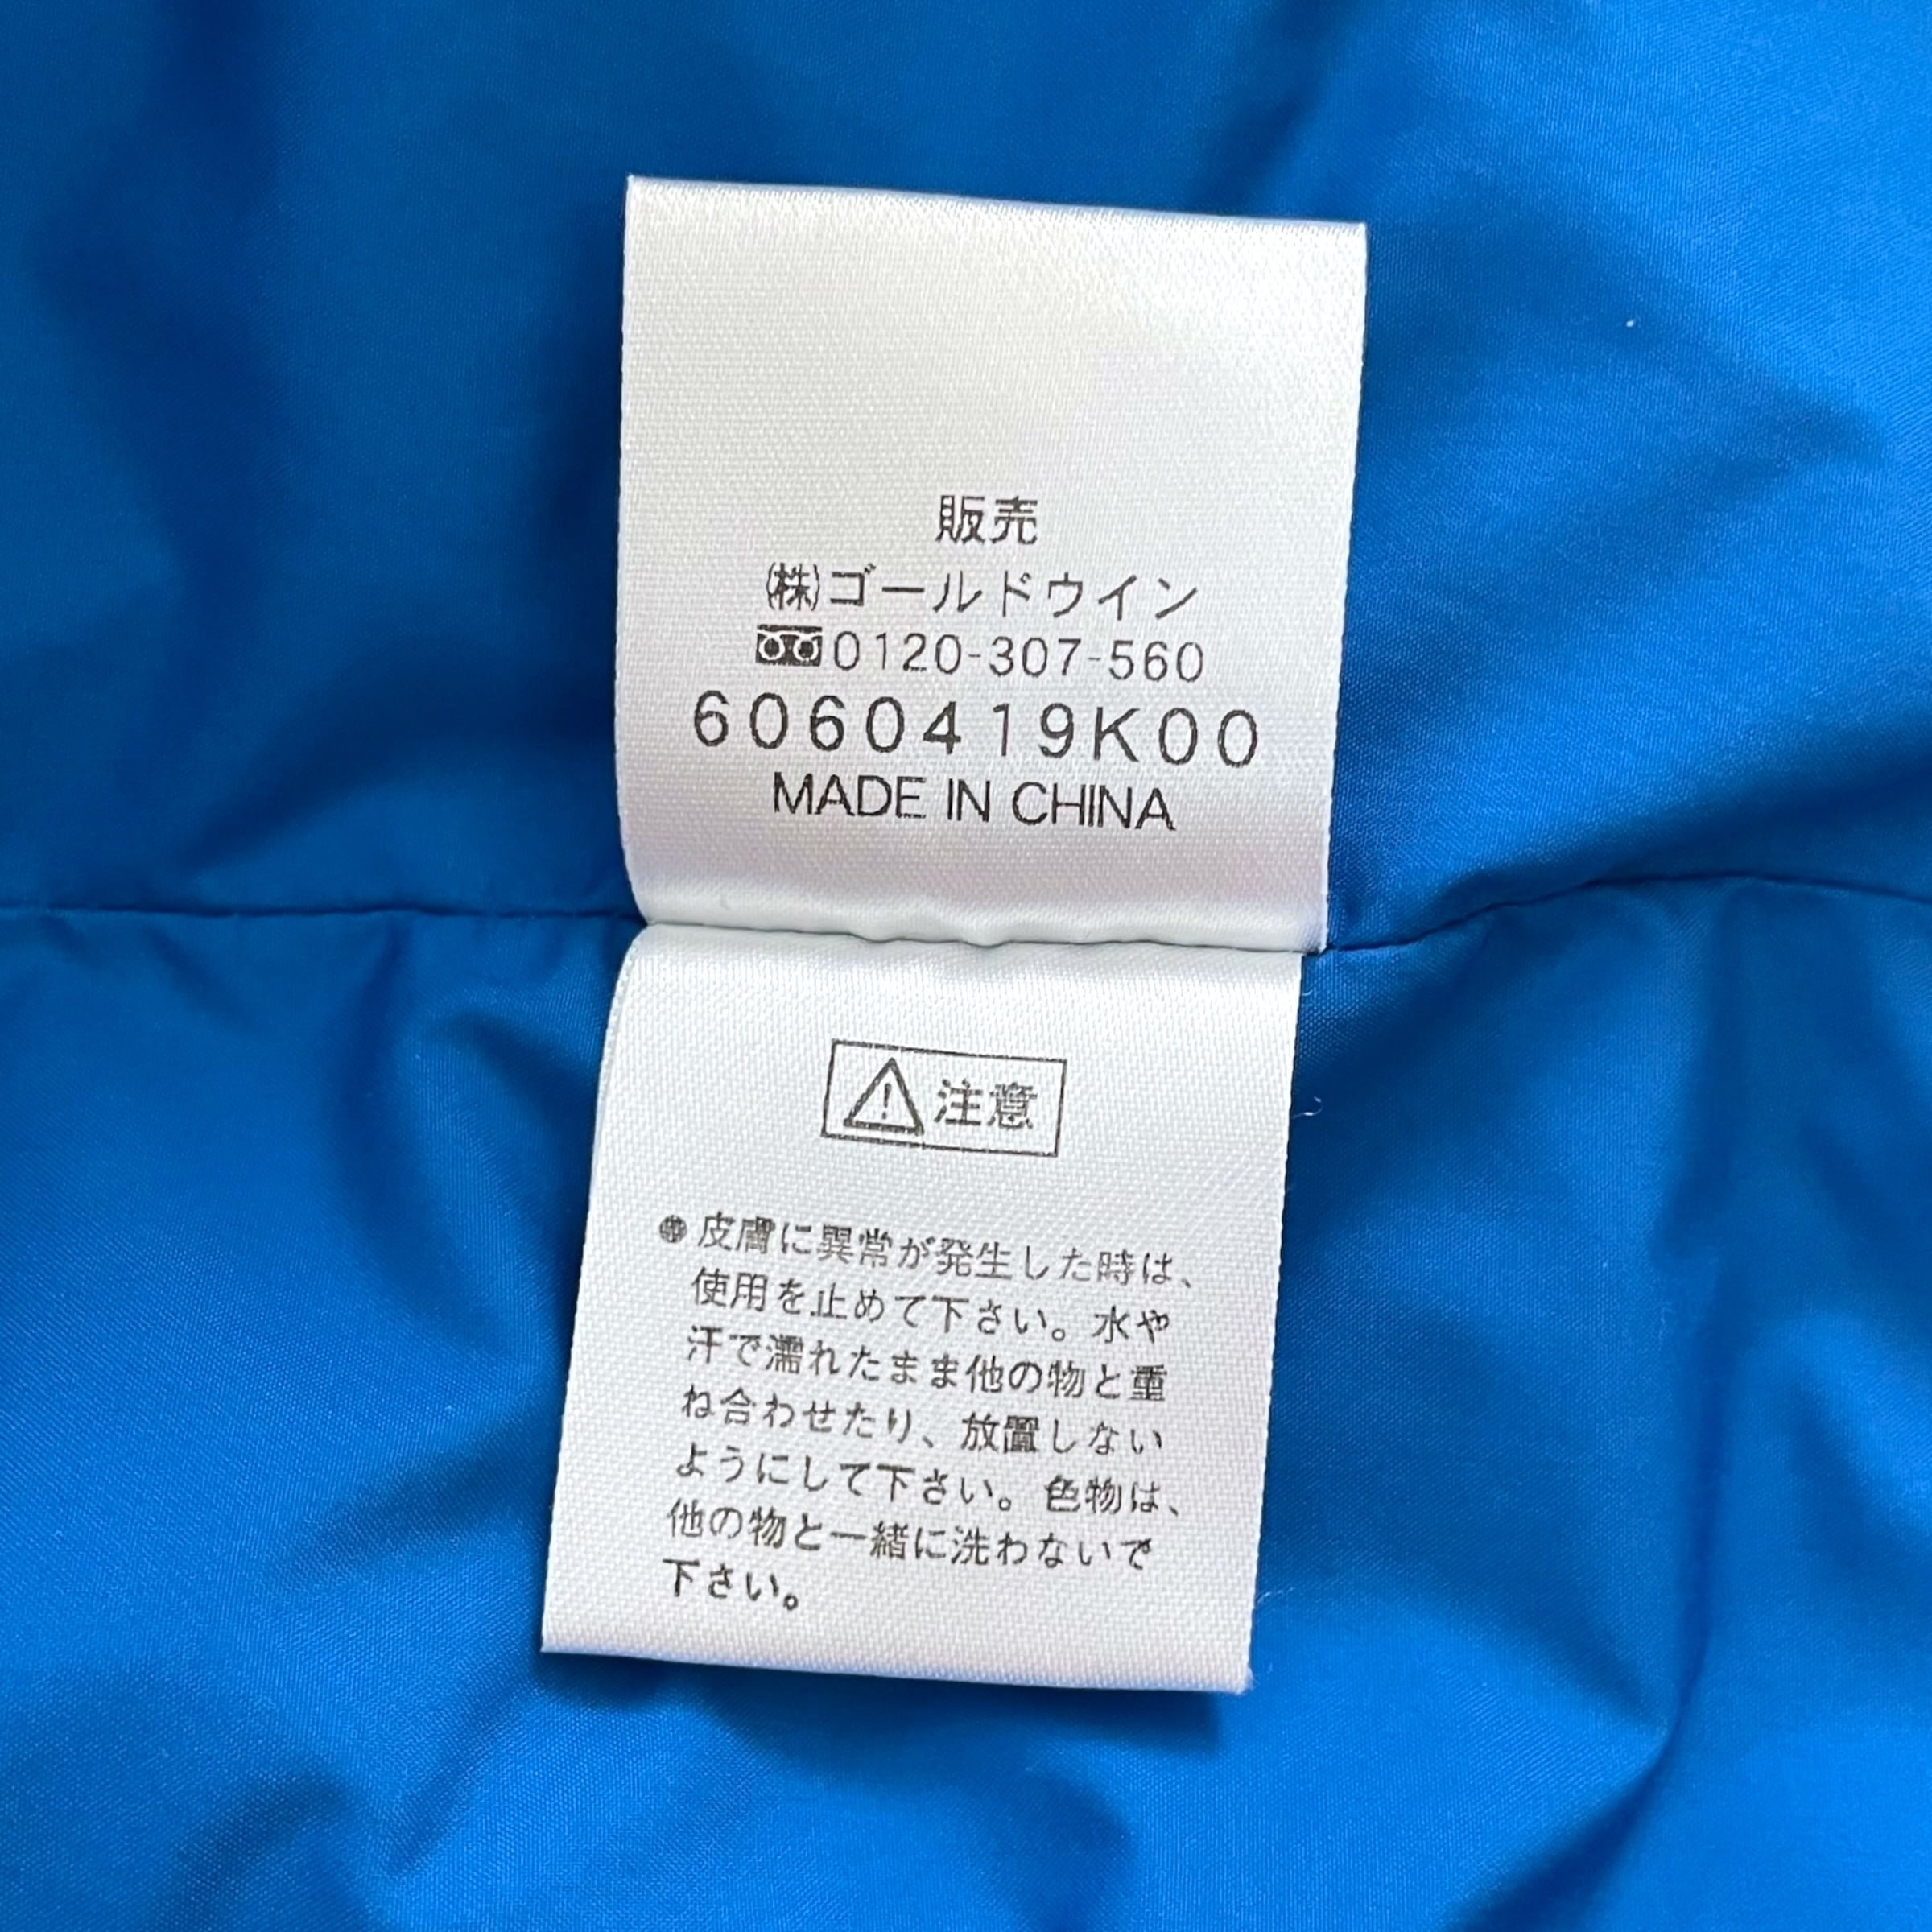 販売
㈱ゴールドウイン
0120-307-560
6060419K00
MADE IN CHINA
注意
●皮膚に異常が発生した時は、
使用を止めて下さい。水や
汗で濡れたまま他の物と重
ね合わせたり、放置しない
ようにして下さい。色物は、
他の物と一緒に洗わないで
下さい。